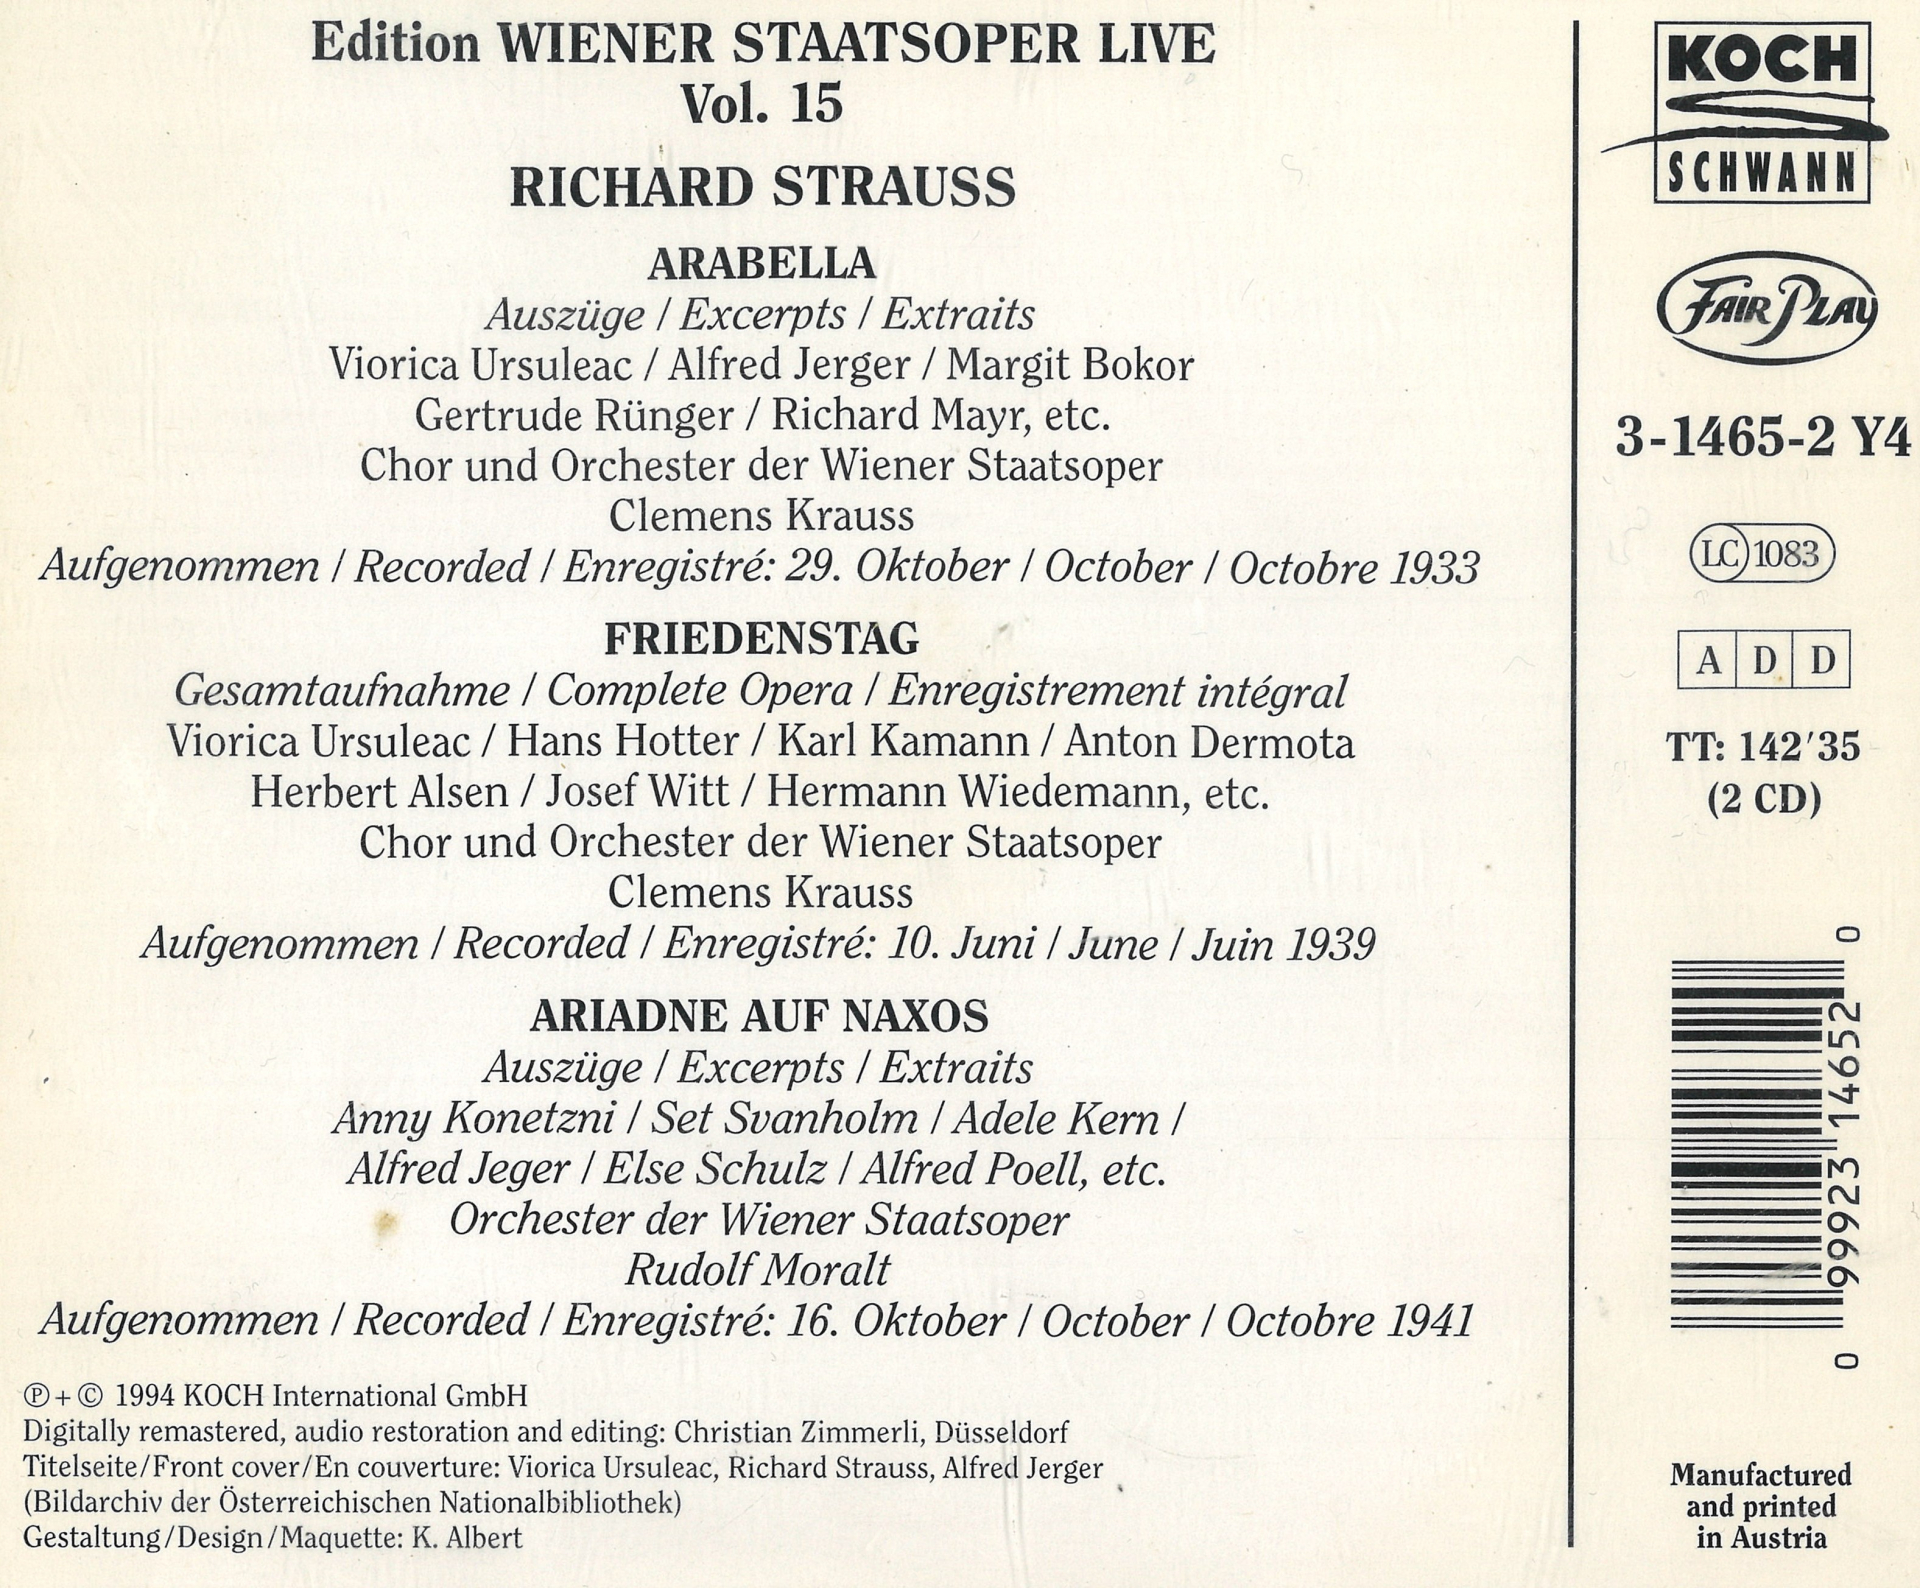 Edition WIENER STAATSOPER LIVE
Vol. 15
RICHARD STRAUSS
ARABELLA
Auszüge / Excerpts / Extraits
Viorica Ursuleac / Alfred Jerger / Margit Bokor
Gertrude Rünger / Richard Mayr, etc.
Chor und Orchester der Wiener Staatsoper
Clemens Krauss
Aufgenommen / Recorded / Enregistré: 29. Oktober / October / Octobre 1933
FRIEDENSTAG
Gesamtaufnahme / Complete Opera / Enregistrement intégral
Viorica Ursuleac / Hans Hotter / Karl Kamann / Anton Dermota
Herbert Alsen / Josef Witt / Hermann Wiedemann, etc.
Chor und Orchester der Wiener Staatsoper
Clemens Krauss
Aufgenommen / Recorded / Enregistré: 10. Juni / June / Juin 1939
ARIADNE AUF NAXOS
Auszüge / Excerpts / Extraits
Anny Konetzni / Set Svanholm / Adele Kern /
Alfred Jeger / Else Schulz / Alfred Poell, etc.
Orchester der Wiener Staatsoper
Rudolf Moralt
Aufgenommen / Recorded / Enregistré: 16. Oktober / October / Octobre 1941
℗ + © 1994 KOCH International GmbH
Digitally remastered, audio restoration and editing: Christian Zimmerli, Düsseldorf
Titelseite/Front cover/En couverture: Viorica Ursuleac, Richard Strauss, Alfred Jerger
(Bildarchiv der Österreichischen Nationalbibliothek)
Gestaltung/Design/Maquette: K. Albert
KOCH
SCHWANN
FAIR PLAY
3-1465-2 Y4
LC 1083
A D D
TT: 142′35
(2 CD)
0 99923 14652 0
Manufactured
and printed
in Austria